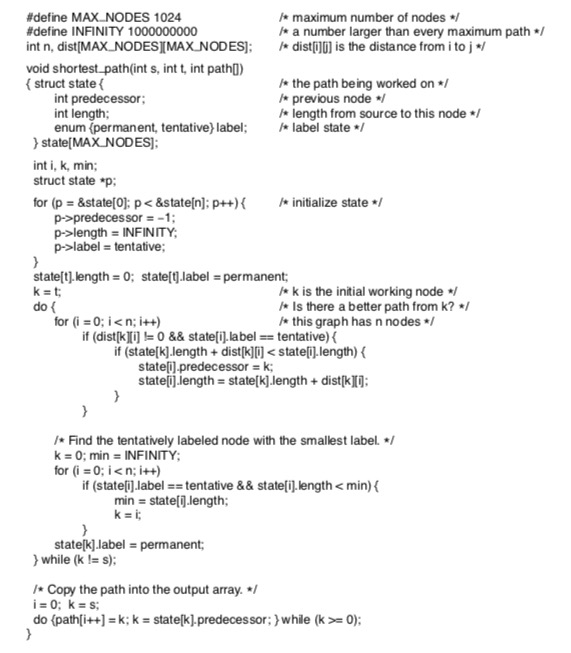 #define MAX_NODES 1024 /* maximum number of nodes */
#define INFINITY 1000000000 /* a number larger than every maximum path */
int n, dist[MAX_NODES][MAX_NODES]; /* dist[i][j] is the distance from i to j */
void shortest_path(int s, int t, int path[])
{ struct state { /* the path being worked on */
int predecessor; /* previous node */
int length; /* length from source to this node */
enum {permanent, tentative} label; /* label state */
} state[MAX_NODES];
int i, k, min;
struct state *p;
for (p = &state[0]; p < &state[n]; p++) { /* initialize state */
p->predecessor = −1;
p->length = INFINITY;
p->label = tentative;
}
state[t].length = 0; state[t].label = permanent;
k = t; /* k is the initial working node */
do { /* Is there a better path from k? */
for (i = 0; i < n; i++) /* this graph has n nodes */
if (dist[k][i] != 0 && state[i].label == tentative) {
if (state[k].length + dist[k][i] < state[i].length) {
state[i].predecessor = k;
state[i].length = state[k].length + dist[k][i];
}
}
/* Find the tentatively labeled node with the smallest label. */
k = 0; min = INFINITY;
for (i = 0; i < n; i++)
if (state[i].label == tentative && state[i].length < min) {
min = state[i].length;
k = i;
}
state[k].label = permanent;
} while (k != s);
/* Copy the path into the output array. */
i = 0; k = s;
do {path[i++] = k; k = state[k].predecessor; } while (k >= 0);
}